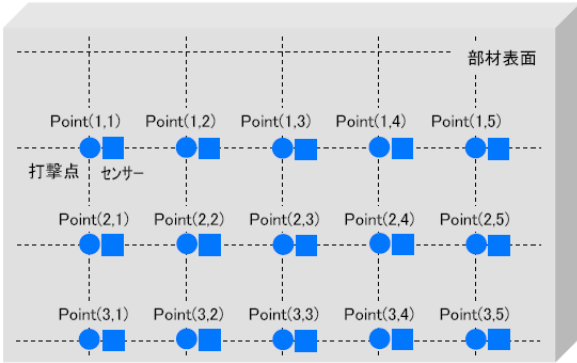 部材表面
Point(1,1) Point(1,2) Point(1,3) Point(1,4) Point(1,5)
打撃点 センサー
Point(2,1) Point(2,2) Point(2,3) Point(2,4) Point(2,5)
Point(3,1) Point(3,2) Point(3,3) Point(3,4) Point(3,5)